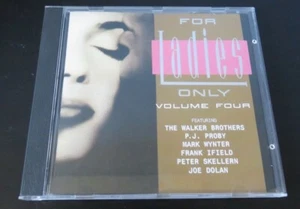 FOR
Ladies
ONLY
VOLUME FOUR
FEATURING
THE WALKER BROTHERS
P.J. PROBY
MARK WYNTER
FRANK IFIELD
PETER SKELLERN
JOE DOLAN